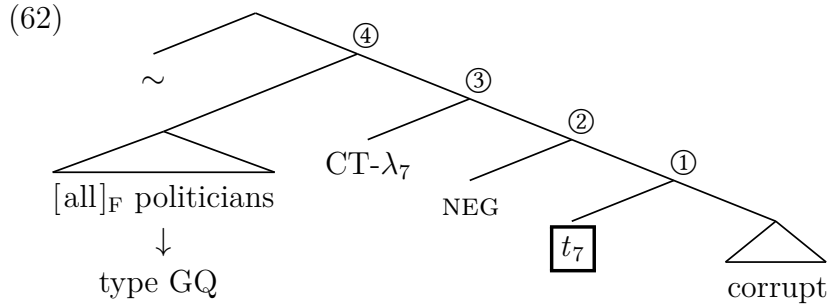 (62)
④
∼
③
②
CT-λ₇
①
[all]F politicians
NEG
↓
t₇
type GQ
corrupt